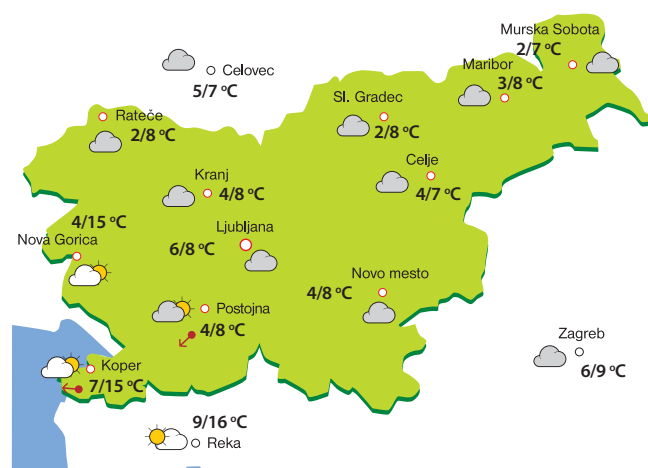 Murska Sobota
2/7 °C
Maribor
3/8 °C
Celovec
5/7 °C
Sl. Gradec
2/8 °C
Rateče
2/8 °C
Celje
4/7 °C
Kranj
4/8 °C
4/15 °C
Nová Gorica
Ljubljana
6/8 °C
Novo mesto
4/8 °C
Postojna
4/8 °C
Zagreb
6/9 °C
Koper
7/15 °C
9/16 °C
Reka